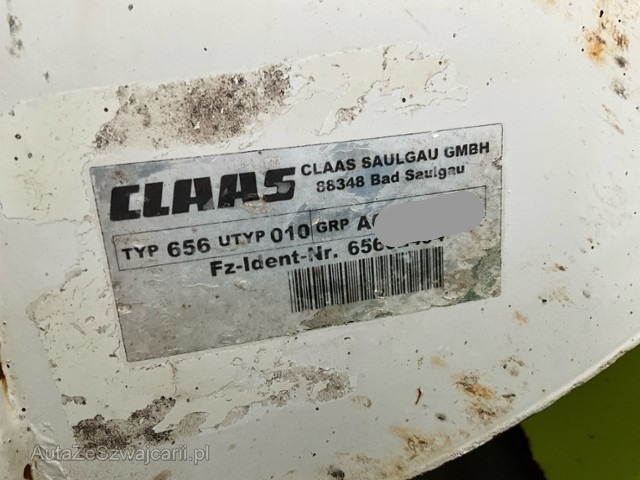 CLAAS
CLAAS SAULGAU GMBH
88348 Bad Saulgau
TYP 656 UTYP 010 GRP
Fz-Ident-Nr.
AutaZeSzwajcarii.pl